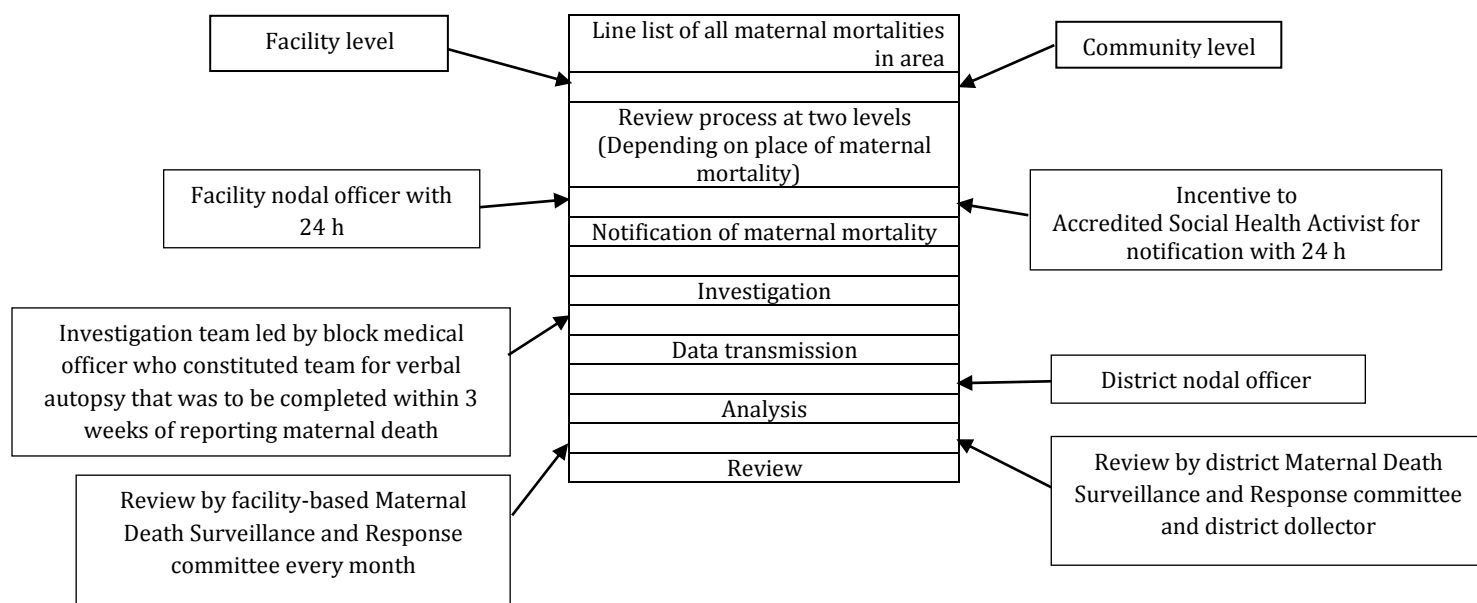 Facility level
Line list of all maternal mortalities
in area
Community level
Review process at two levels
(Depending on place of maternal
mortality)
Facility nodal officer with
24 h
Incentive to
Accredited Social Health Activist for
notification with 24 h
Notification of maternal mortality
Investigation
Investigation team led by block medical
officer who constituted team for verbal
autopsy that was to be completed within 3
weeks of reporting maternal death
Data transmission
District nodal officer
Analysis
Review
Review by facility-based Maternal
Death Surveillance and Response
committee every month
Review by district Maternal Death
Surveillance and Response committee
and district dollector